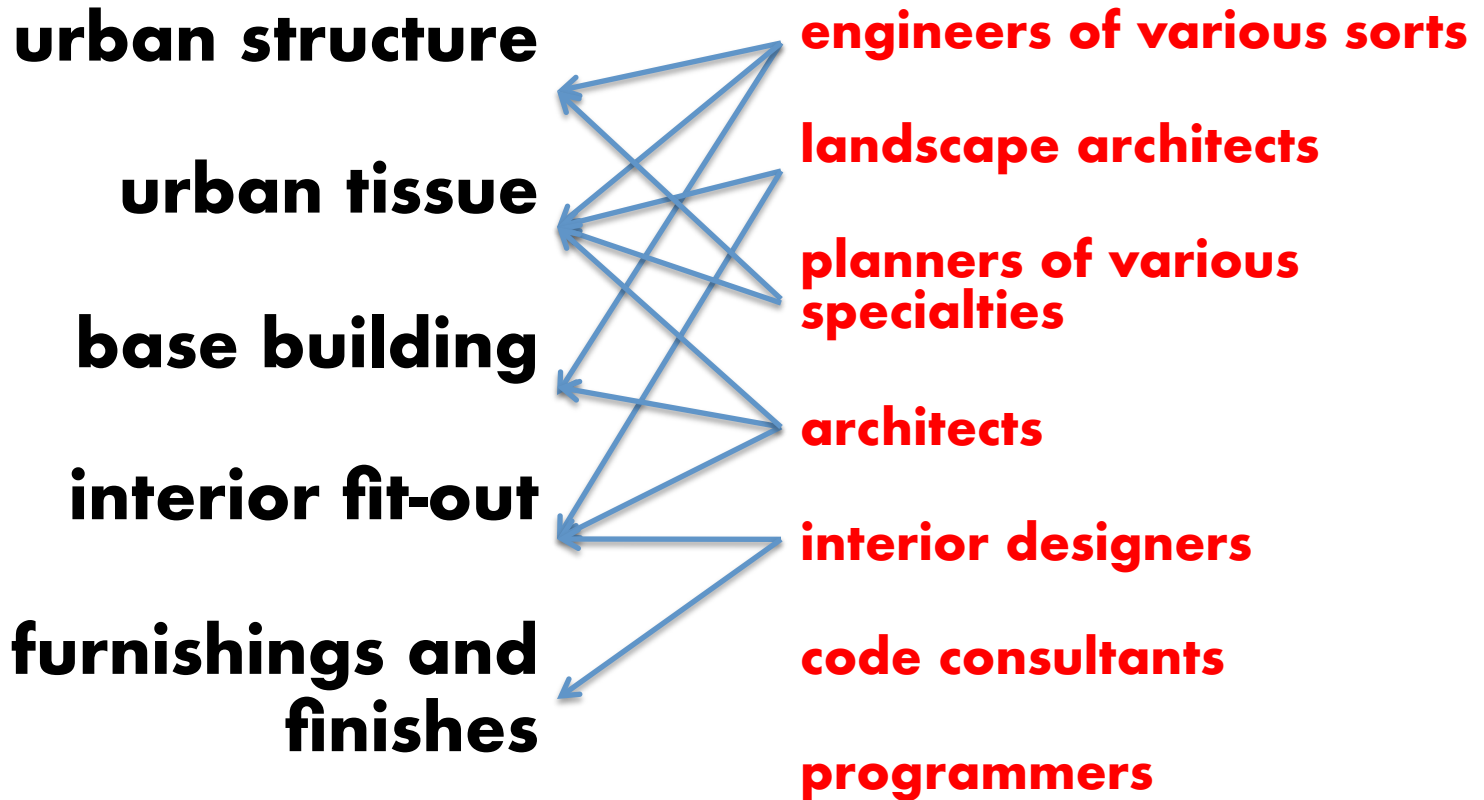 urban structure
urban tissue
base building
interior fit-out
furnishings and
finishes
engineers of various sorts
landscape architects
planners of various
specialties
architects
interior designers
code consultants
programmers